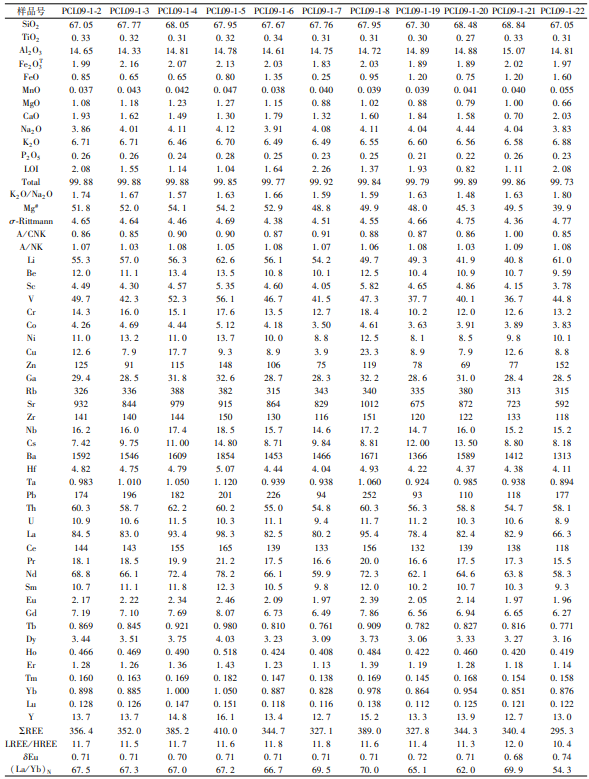 样品号 PCL09-1-2 PCL09-1-3 PCL09-1-4 PCL09-1-5 PCL09-1-6 PCL09-1-7 PCL09-1-8 PCL09-1-19 PCL09-1-20 PCL09-1-21 PCL09-1-22
SiO2 67.05 67.77 68.05 67.95 67.67 67.76 67.95 67.30 68.48 68.84 67.05
TiO2 0.33 0.32 0.31 0.32 0.34 0.31 0.31 0.30 0.27 0.33 0.31
Al2O3 14.65 14.33 14.81 14.78 14.61 14.75 14.72 14.89 14.88 15.07 14.81
Fe2O3T 1.99 2.16 2.07 2.13 2.03 1.83 2.03 1.89 1.89 2.02 1.97
FeO 0.85 0.65 0.65 0.80 1.35 0.25 0.95 1.20 0.75 1.20 1.60
MnO 0.037 0.043 0.042 0.047 0.038 0.040 0.039 0.039 0.041 0.040 0.055
MgO 1.08 1.18 1.23 1.27 1.15 0.88 1.02 0.88 0.79 1.00 0.66
CaO 1.93 1.62 1.49 1.30 1.79 1.32 1.60 1.84 1.58 0.70 2.03
Na2O 3.86 4.01 4.11 4.12 3.91 4.08 4.11 4.04 4.44 4.04 3.83
K2O 6.71 6.71 6.46 6.70 6.49 6.49 6.55 6.60 6.56 6.58 6.88
P2O5 0.26 0.26 0.24 0.28 0.25 0.23 0.25 0.21 0.22 0.26 0.23
LOI 2.08 1.55 1.14 1.04 1.64 2.26 1.37 1.93 0.82 1.11 2.08
Total 99.88 99.88 99.88 99.85 99.77 99.92 99.84 79.79 99.89 99.86 99.73
K2O/Na2O 1.74 1.67 1.57 1.63 1.66 1.59 1.59 1.63 1.48 1.63 1.80
Mg# 51.8 52.0 54.1 54.2 52.9 48.8 49.9 48.0 45.3 49.5 39.9
σ-Rittmann 4.65 4.64 4.46 4.69 4.38 4.51 4.55 4.66 4.75 4.36 4.77
A/CNK 0.86 0.85 0.90 0.90 0.87 0.91 0.88 0.87 0.86 1.00 0.85
A/NK 1.07 1.03 1.08 1.05 1.08 1.07 1.06 1.08 1.03 1.09 1.08
Li 55.3 57.0 56.3 62.6 56.1 54.2 49.7 49.3 41.9 40.8 61.0
Be 12.0 11.1 13.4 13.5 10.8 10.1 12.5 10.4 10.9 10.7 9.59
Sc 4.49 4.30 4.57 5.35 4.60 4.05 5.82 4.65 4.86 4.15 3.78
V 49.7 42.3 52.3 56.1 46.7 41.5 47.3 37.7 40.1 36.7 44.8
Cr 14.3 16.0 15.1 17.6 13.5 12.7 18.4 10.2 12.0 12.6 13.2
Co 4.26 4.69 4.44 5.12 4.18 3.50 4.61 3.63 3.91 3.89 3.83
Ni 11.0 13.2 11.0 13.7 10.0 8.8 12.5 8.1 8.5 9.8 10.1
Cu 12.6 7.9 17.7 9.3 8.9 3.9 23.3 8.9 7.9 12.6 8.8
Zn 125 91 115 148 106 75 119 78 69 77 152
Ga 29.4 28.5 31.8 32.6 28.7 28.3 32.2 28.6 31.0 28.4 28.5
Rb 326 336 388 382 315 343 340 335 380 313 315
Sr 932 844 979 915 864 829 1012 675 872 723 592
Zr 141 140 144 150 130 116 151 120 122 133 118
Nb 16.2 16.0 17.4 18.5 15.7 14.6 17.2 14.7 16.0 15.2 15.2
Cs 7.42 9.75 11.00 14.80 8.71 9.84 8.81 12.00 13.50 8.80 8.18
Ba 1592 1546 1609 1854 1453 1466 1671 1366 1589 1412 1313
Hf 4.82 4.75 4.79 5.07 4.44 4.04 4.93 4.22 4.37 4.38 4.11
Ta 0.983 1.010 1.050 1.120 0.939 0.938 1.060 0.924 0.985 0.938 0.894
Pb 174 196 182 201 226 94 252 93 110 118 177
Th 60.3 58.7 62.2 60.2 55.0 54.8 60.3 56.3 58.8 54.7 58.1
U 10.9 10.6 11.5 10.3 11.1 9.4 11.7 11.2 10.3 10.6 8.9
La 84.5 83.0 93.4 98.3 82.5 80.2 95.4 78.4 82.4 82.9 66.3
Ce 144 143 155 165 139 133 156 132 139 138 118
Pr 18.1 18.5 19.9 21.2 17.5 16.6 20.0 16.6 17.5 17.3 15.5
Nd 68.8 66.1 72.4 78.2 66.1 59.9 72.3 62.1 64.6 63.8 58.3
Sm 10.7 11.1 11.8 12.3 10.5 9.8 12.0 10.2 10.7 10.3 9.3
Eu 2.17 2.22 2.34 2.46 2.09 1.97 2.39 2.05 2.14 1.97 1.96
Gd 7.19 7.10 7.69 8.07 6.73 6.49 7.86 6.56 6.94 6.65 6.27
Tb 0.869 0.845 0.921 0.980 0.810 0.761 0.909 0.782 0.827 0.816 0.771
Dy 3.44 3.51 3.75 4.03 3.23 3.09 3.73 3.06 3.33 3.27 3.16
Ho 0.466 0.469 0.490 0.518 0.424 0.408 0.484 0.422 0.460 0.420 0.419
Er 1.28 1.26 1.36 1.43 1.23 1.13 1.39 1.19 1.28 1.18 1.14
Tm 0.160 0.163 0.169 0.182 0.147 0.138 0.169 0.145 0.168 0.154 0.158
Yb 0.898 0.885 1.000 1.050 0.887 0.828 0.978 0.864 0.954 0.851 0.876
Lu 0.128 0.126 0.147 0.151 0.118 0.116 0.138 0.112 0.125 0.121 0.122
Y 13.7 13.7 14.8 16.1 13.4 12.7 15.2 13.3 13.9 12.7 13.0
ΣREE 356.4 352.0 385.2 410.0 344.7 327.1 389.0 327.8 344.3 340.4 295.3
LREE/HREE 11.7 11.5 11.7 11.6 11.8 11.8 11.6 11.4 11.3 12.0 10.4
δEu 0.71 0.71 0.70 0.71 0.71 0.71 0.71 0.72 0.71 0.68 0.74
(La/Yb)N 67.5 67.3 67.0 67.2 66.7 69.5 70.0 65.1 62.0 69.9 54.3